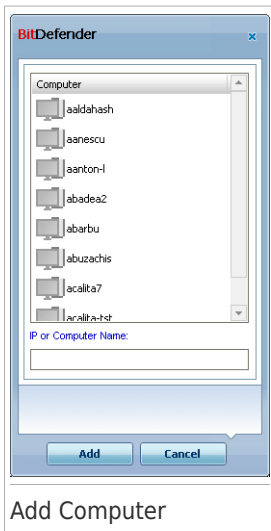 BitDefender
Computer
aaldahash
aanescu
aanton-l
abadea2
abarbu
abuzachis
acalita7
acalita-tst
IP or Computer Name:
Add Cancel
Add Computer